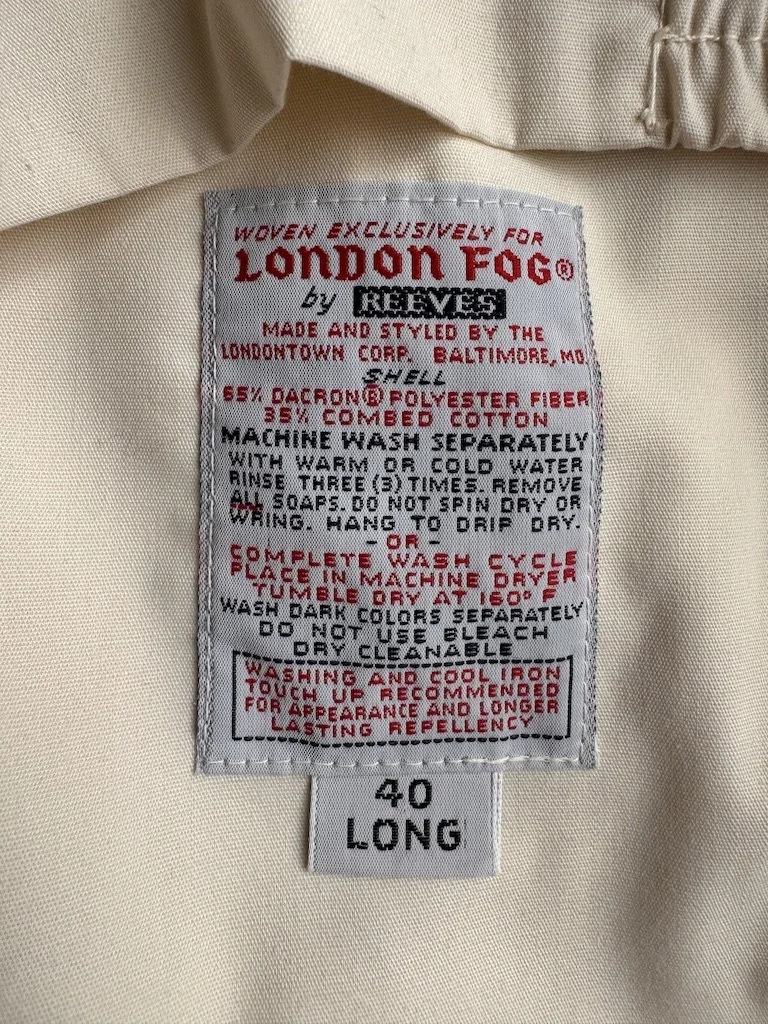 WOVEN EXCLUSIVELY FOR
LONDON FOG®
by REEVES
MADE AND STYLED BY THE
LONDONTOWN CORP. BALTIMORE, MD.
SHELL
65% DACRON® POLYESTER FIBER
35% COMBED COTTON
MACHINE WASH SEPARATELY
WITH WARM OR COLD WATER
RINSE THREE (3) TIMES. REMOVE
ALL SOAPS. DO NOT SPIN DRY OR
WRING. HANG TO DRIP DRY.
- OR -
COMPLETE WASH CYCLE
PLACE IN MACHINE DRYER
TUMBLE DRY AT 160° F
WASH DARK COLORS SEPARATELY
DO NOT USE BLEACH
DRY CLEANABLE
WASHING AND COOL IRON
TOUCH UP RECOMMENDED
FOR APPEARANCE AND LONGER
LASTING REPELLENCY
40
LONG